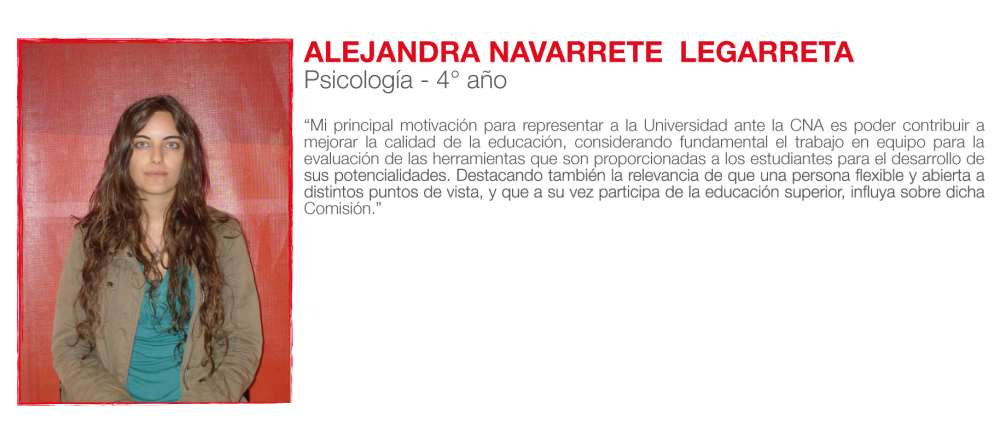 ALEJANDRA NAVARRETE  LEGARRETA
Psicología - 4° año
“Mi principal motivación para representar a la Universidad ante la CNA es poder contribuir a
mejorar la calidad de la educación, considerando fundamental el trabajo en equipo para la
evaluación de las herramientas que son proporcionadas a los estudiantes para el desarrollo de
sus potencialidades. Destacando también la relevancia de que una persona flexible y abierta a
distintos puntos de vista, y que a su vez participa de la educación superior, influya sobre dicha
Comisión.”